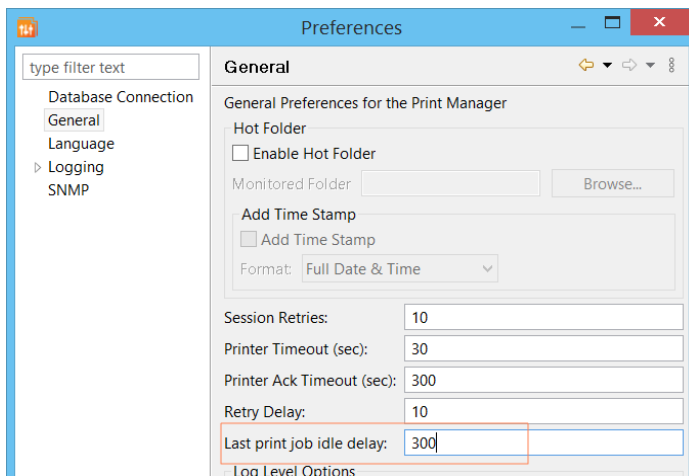 Preferences
type filter text
Database Connection
General
Language
Logging
SNMP
General
General Preferences for the Print Manager
Hot Folder
Enable Hot Folder
Monitored Folder Browse...
Add Time Stamp
Add Time Stamp
Format: Full Date & Time
Session Retries: 10
Printer Timeout (sec): 30
Printer Ack Timeout (sec): 300
Retry Delay: 10
Last print job idle delay: 300
Log Level Options